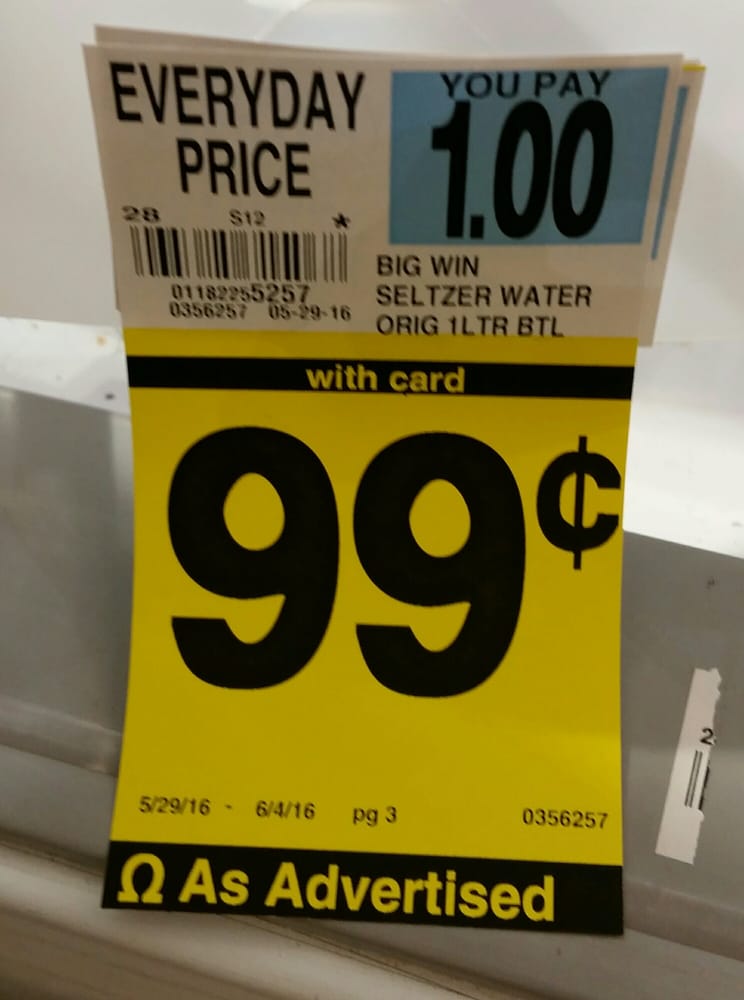 EVERYDAY
PRICE
YOU PAY
1.00
28 S12 *
01182255257
0356257 05-29-16
BIG WIN
SELTZER WATER
ORIG 1LTR BTL
with card
99¢
5/29/16 - 6/4/16 pg 3 0356257
Ω As Advertised
2